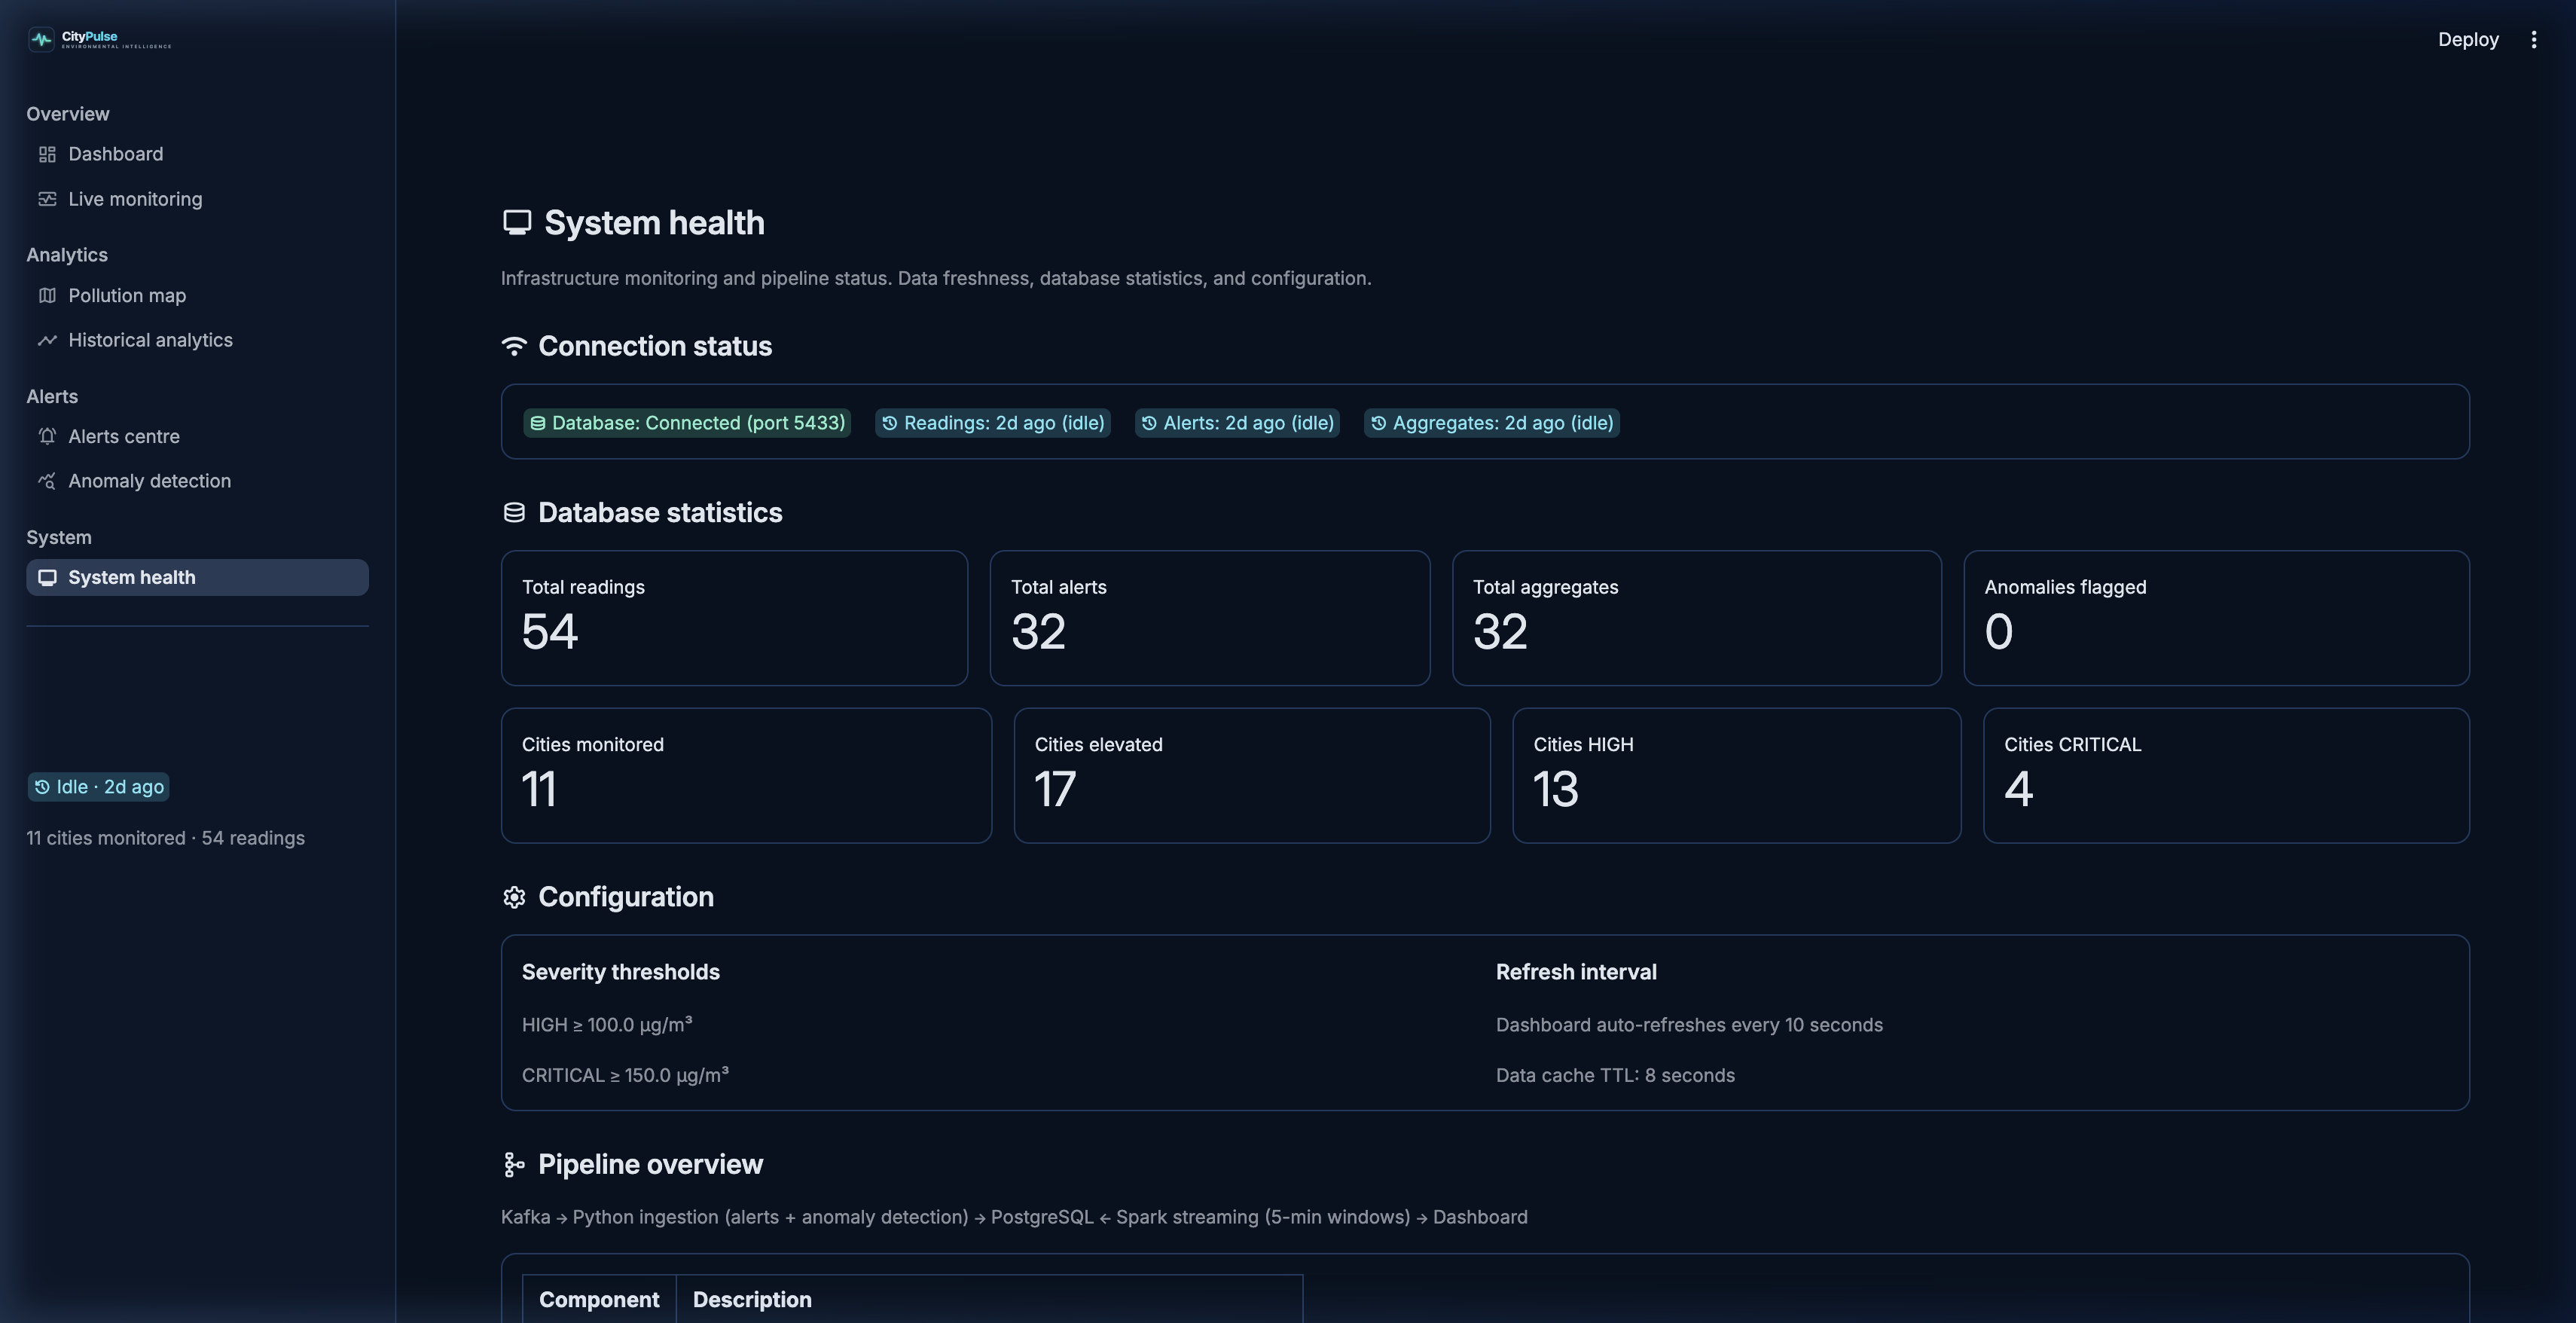 CityPulse
ENVIRONMENTAL INTELLIGENCE
Deploy
Overview
Dashboard
Live monitoring
Analytics
Pollution map
Historical analytics
Alerts
Alerts centre
Anomaly detection
System
System health
Idle · 2d ago
11 cities monitored · 54 readings
System health
Infrastructure monitoring and pipeline status. Data freshness, database statistics, and configuration.
Connection status
Database: Connected (port 5433) Readings: 2d ago (idle) Alerts: 2d ago (idle) Aggregates: 2d ago (idle)
Database statistics
Total readings
54
Total alerts
32
Total aggregates
32
Anomalies flagged
0
Cities monitored
11
Cities elevated
17
Cities HIGH
13
Cities CRITICAL
4
Configuration
Severity thresholds
HIGH ≥ 100.0 µg/m³
CRITICAL ≥ 150.0 µg/m³
Refresh interval
Dashboard auto-refreshes every 10 seconds
Data cache TTL: 8 seconds
Pipeline overview
Kafka → Python ingestion (alerts + anomaly detection) → PostgreSQL ← Spark streaming (5-min windows) → Dashboard
Component Description